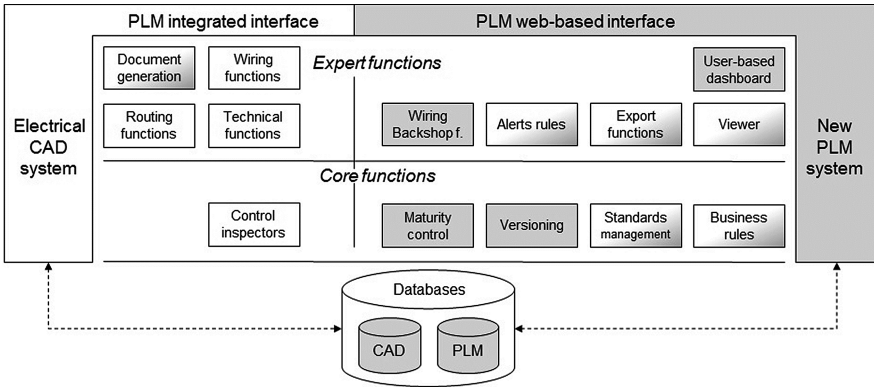 PLM integrated interface
PLM web-based interface
Expert functions
Document
generation
Wiring
functions
User-based
dashboard
Routing
functions
Technical
functions
Wiring
Backshop f.
Alerts rules
Export
functions
Viewer
Electrical
CAD
system
New
PLM
system
Core functions
Control
inspectors
Maturity
control
Versioning
Standards
management
Business
rules
Databases
CAD
PLM